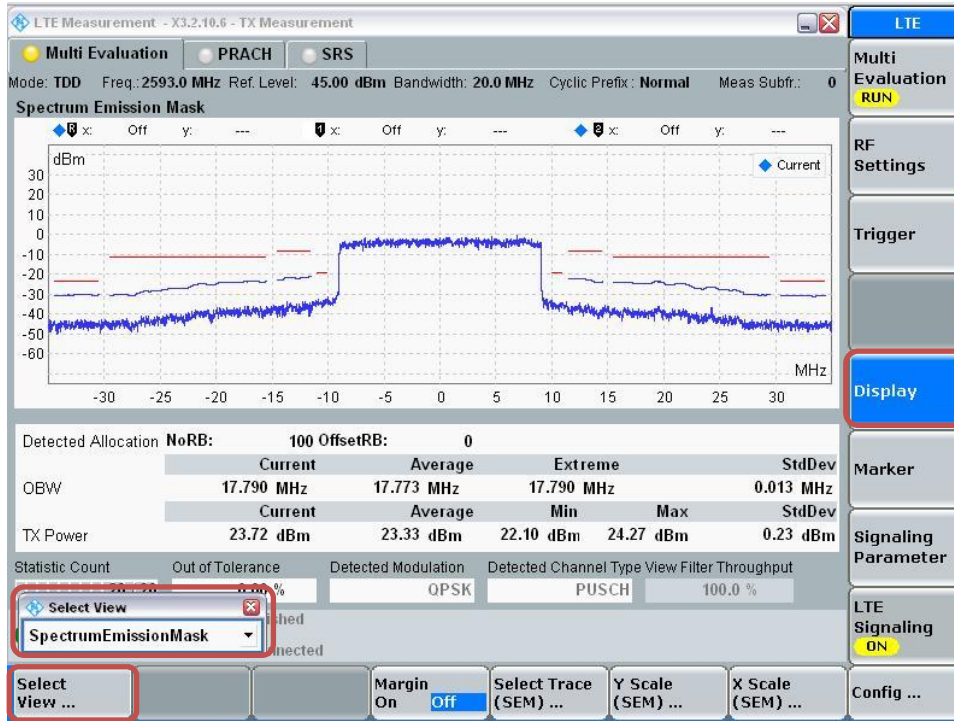 LTE Measurement - X3.2.10.6 - TX Measurement
LTE
Multi Evaluation PRACH SRS
Mode: TDD Freq.: 2593.0 MHz Ref. Level: 45.00 dBm Bandwidth: 20.0 MHz Cyclic Prefix: Normal Meas Subfr.: 0
Spectrum Emission Mask
R x: Off y: --- 1 x: Off y: --- 2 x: Off y: ---
dBm
Current
30
20
10
0
-10
-20
-30
-40
-50
-60
MHz
-30 -25 -20 -15 -10 -5 0 5 10 15 20 25 30
Detected Allocation NoRB: 100 OffsetRB: 0
Current Average Extreme StdDev
OBW 17.790 MHz 17.773 MHz 17.790 MHz 0.013 MHz
Current Average Min Max StdDev
TX Power 23.72 dBm 23.33 dBm 22.10 dBm 24.27 dBm 0.23 dBm
Statistic Count Out of Tolerance Detected Modulation Detected Channel Type View Filter Throughput
% QPSK PUSCH 100.0 %
Select View
SpectrumEmissionMask
Select
View ...
Margin
On Off
Select Trace
(SEM) ...
Y Scale
(SEM) ...
X Scale
(SEM) ...
Multi
Evaluation
RUN
RF
Settings
Trigger
Display
Marker
Signaling
Parameter
LTE
Signaling
ON
Config ...